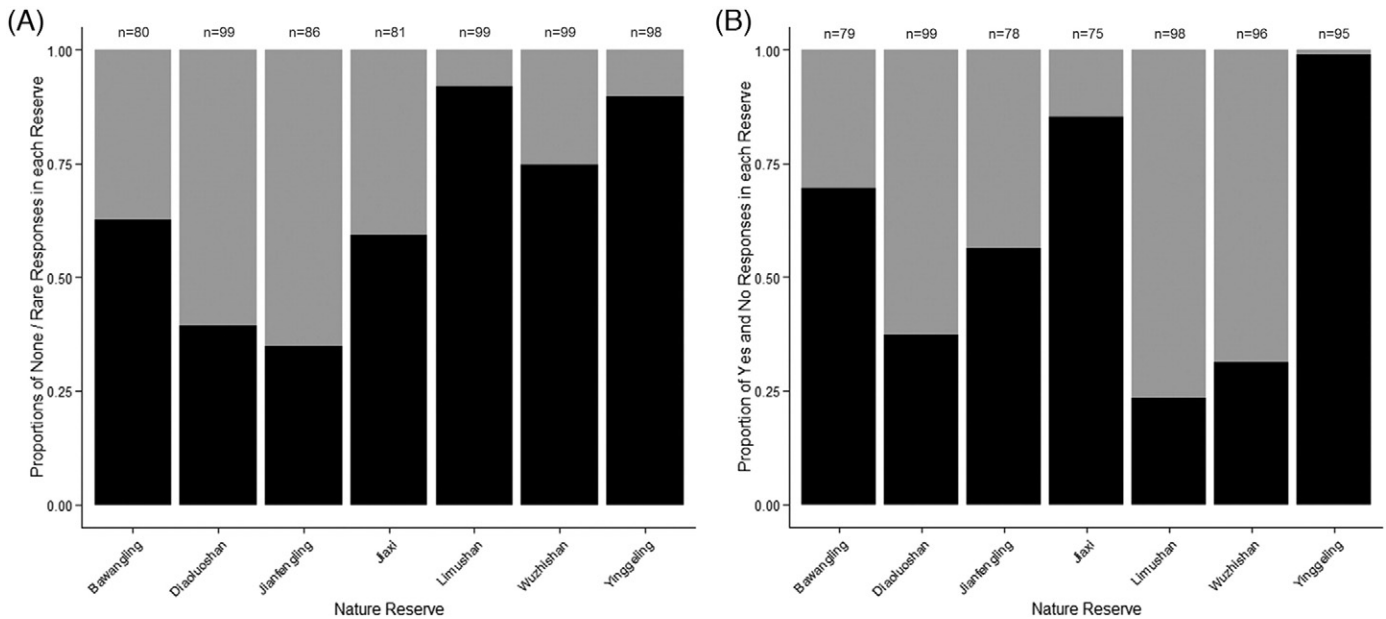 (A)
n=80 n=99 n=86 n=81 n=99 n=99 n=98
Proportions of None / Rare Responses in each Reserve
1.00
0.75
0.50
0.25
0.00
Bawangling
Diaoluoshan
Jianfengling
Jiaxi
Limushan
Wuzhishan
Yinggeling
Nature Reserve
(B)
n=79 n=99 n=78 n=75 n=98 n=96 n=95
Proportion of Yes and No Responses in each Reserve
1.00
0.75
0.50
0.25
0.00
Bawangling
Diaoluoshan
Jianfengling
Jiaxi
Limushan
Wuzhishan
Yinggeling
Nature Reserve